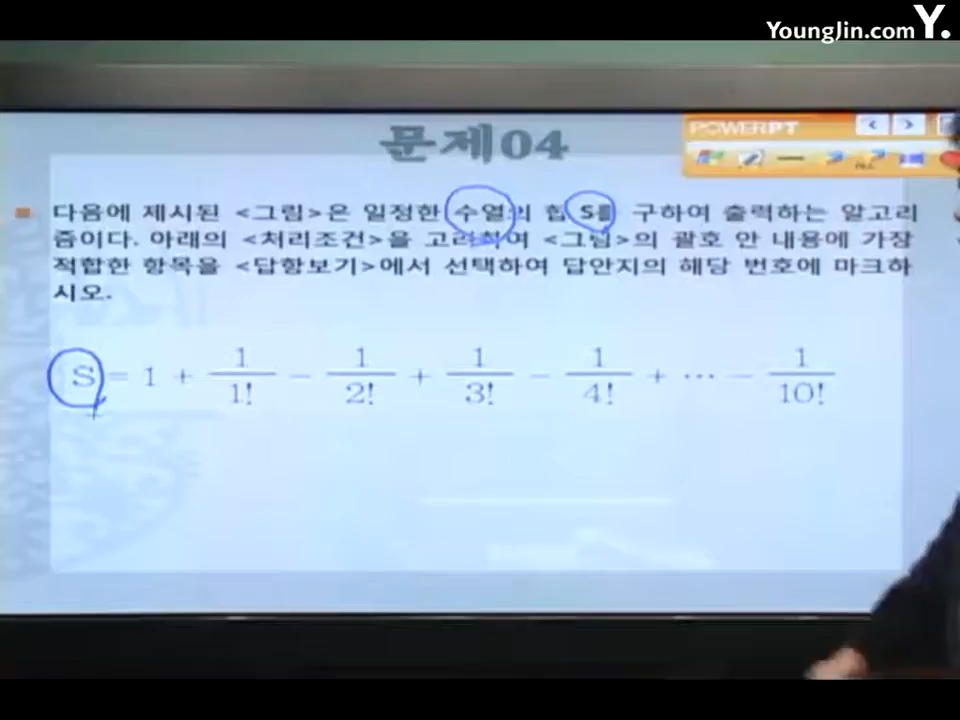 YoungJin.com Y.
문제04
POWERPT
다음에 제시된 <그림>은 일정한 수열의 합 S를 구하여 출력하는 알고리
즘이다. 아래의 <처리조건>을 고려하여 <그림>의 괄호 안 내용에 가장
적합한 항목을 <답항보기>에서 선택하여 답안지의 해당 번호에 마크하
시오.
S = 1 + 1/1! - 1/2! + 1/3! - 1/4! + ··· - 1/10!